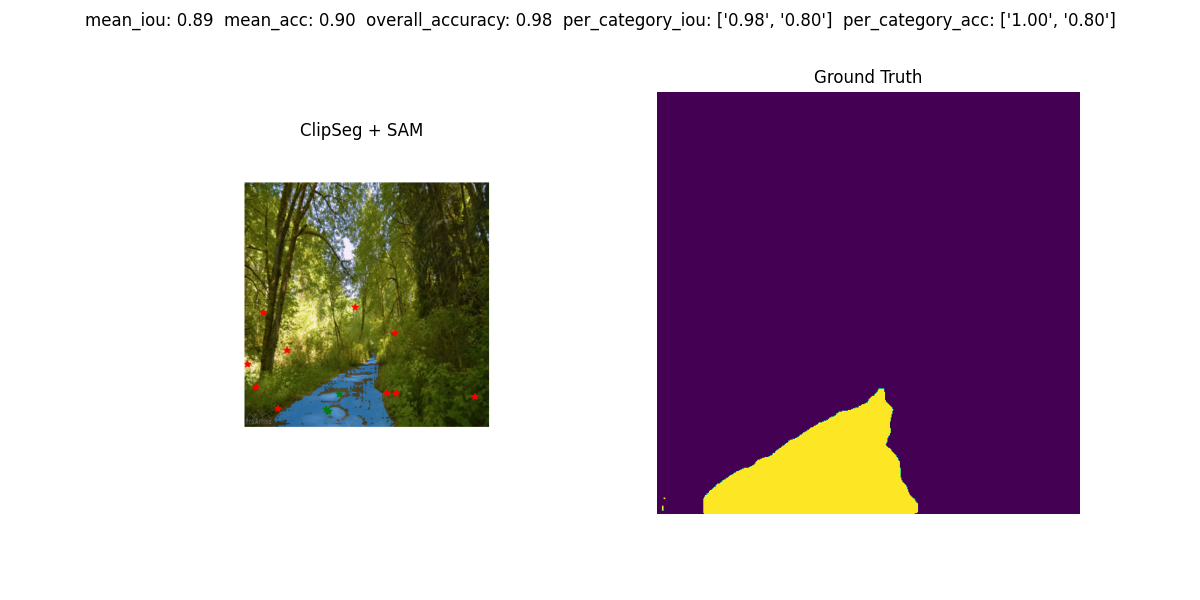 mean_iou: 0.89  mean_acc: 0.90  overall_accuracy: 0.98  per_category_iou: ['0.98', '0.80']  per_category_acc: ['1.00', '0.80']
Ground Truth
ClipSeg + SAM